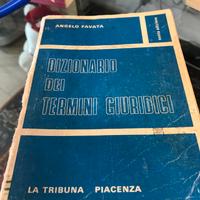 ANGELO FAVATA
DIZIONARIO
DEI
TERMINI GIURIDICI
LA TRIBUNA PIACENZA